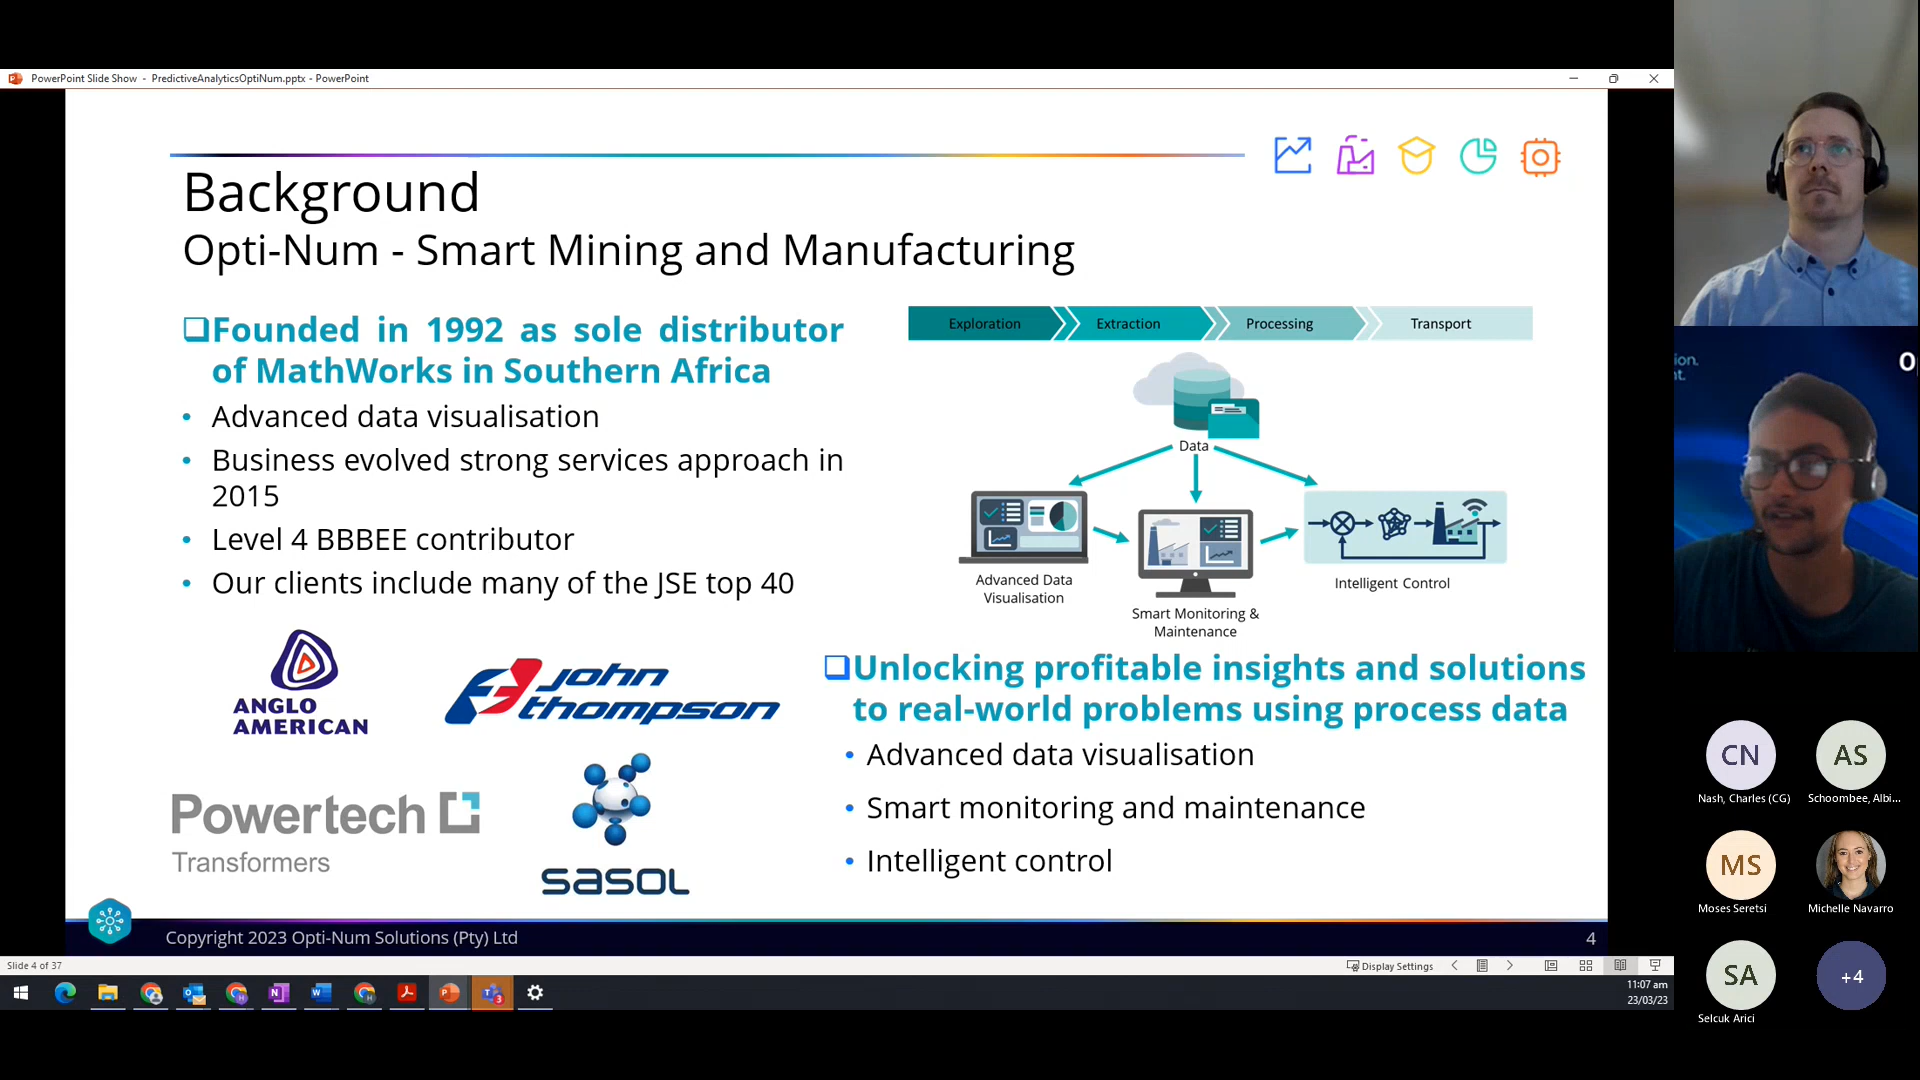 PowerPoint Slide Show - PredictiveAnalyticsOptiNum.pptx - PowerPoint
Background
Opti-Num - Smart Mining and Manufacturing
Founded in 1992 as sole distributor
of MathWorks in Southern Africa
• Advanced data visualisation
• Business evolved strong services approach in
2015
• Level 4 BBBEE contributor
• Our clients include many of the JSE top 40
ANGLO
AMERICAN
john
thompson
Powertech
Transformers
sasol
Exploration
Extraction
Processing
Transport
Data
Advanced Data
Visualisation
Smart Monitoring &
Maintenance
Intelligent Control
Unlocking profitable insights and solutions
to real-world problems using process data
• Advanced data visualisation
• Smart monitoring and maintenance
• Intelligent control
Copyright 2023 Opti-Num Solutions (Pty) Ltd
4
Slide 4 of 37
Display Settings
11:07 am
23/03/23
ion.
t.
O
CN
Nash, Charles (CG)
AS
Schoombee, Albi...
MS
Moses Seretsi
Michelle Navarro
SA
Selcuk Arici
+4